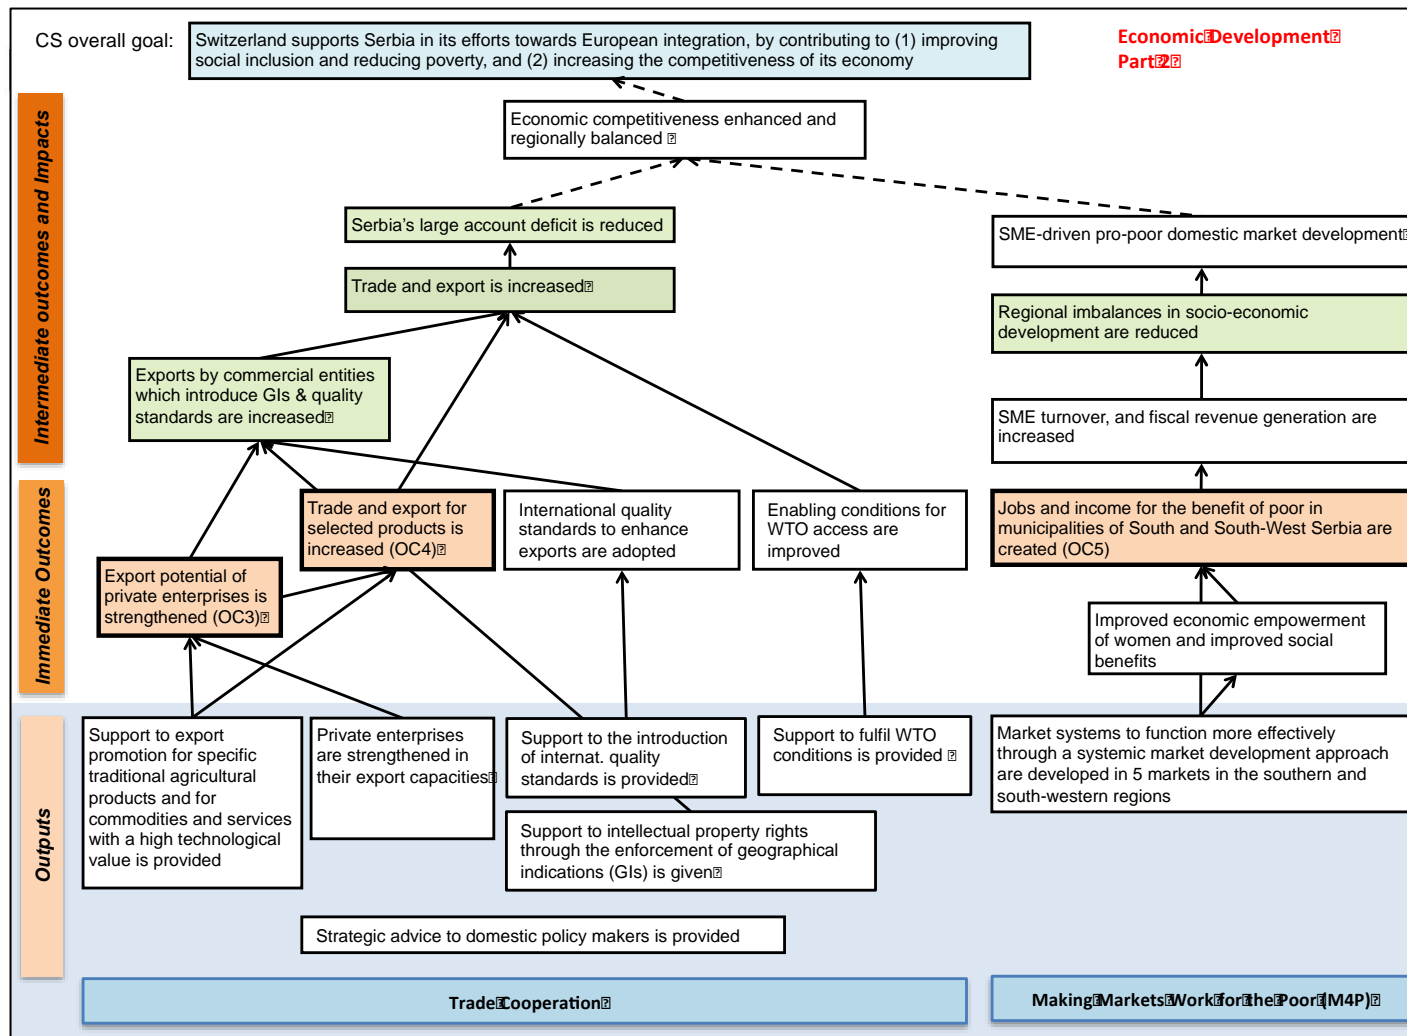 CS overall goal:
Switzerland supports Serbia in its efforts towards European integration, by contributing to (1) improving
social inclusion and reducing poverty, and (2) increasing the competitiveness of its economy
Economic Development
Part 2
Economic competitiveness enhanced and
regionally balanced
Intermediate outcomes and Impacts
Serbia's large account deficit is reduced
SME-driven pro-poor domestic market development
Trade and export is increased
Regional imbalances in socio-economic
development are reduced
Exports by commercial entities
which introduce GIs & quality
standards are increased
SME turnover, and fiscal revenue generation are
increased
Immediate Outcomes
Trade and export for
selected products is
increased (OC4)
International quality
standards to enhance
exports are adopted
Enabling conditions for
WTO access are
improved
Jobs and income for the benefit of poor in
municipalities of South and South-West Serbia are
created (OC5)
Export potential of
private enterprises is
strengthened (OC3)
Improved economic empowerment
of women and improved social
benefits
Outputs
Support to export
promotion for specific
traditional agricultural
products and for
commodities and services
with a high technological
value is provided
Private enterprises
are strengthened in
their export capacities
Support to the introduction
of internat. quality
standards is provided
Support to fulfil WTO
conditions is provided
Market systems to function more effectively
through a systemic market development approach
are developed in 5 markets in the southern and
south-western regions
Support to intellectual property rights
through the enforcement of geographical
indications (GIs) is given
Strategic advice to domestic policy makers is provided
Trade Cooperation
Making Markets Work for the Poor (M4P)